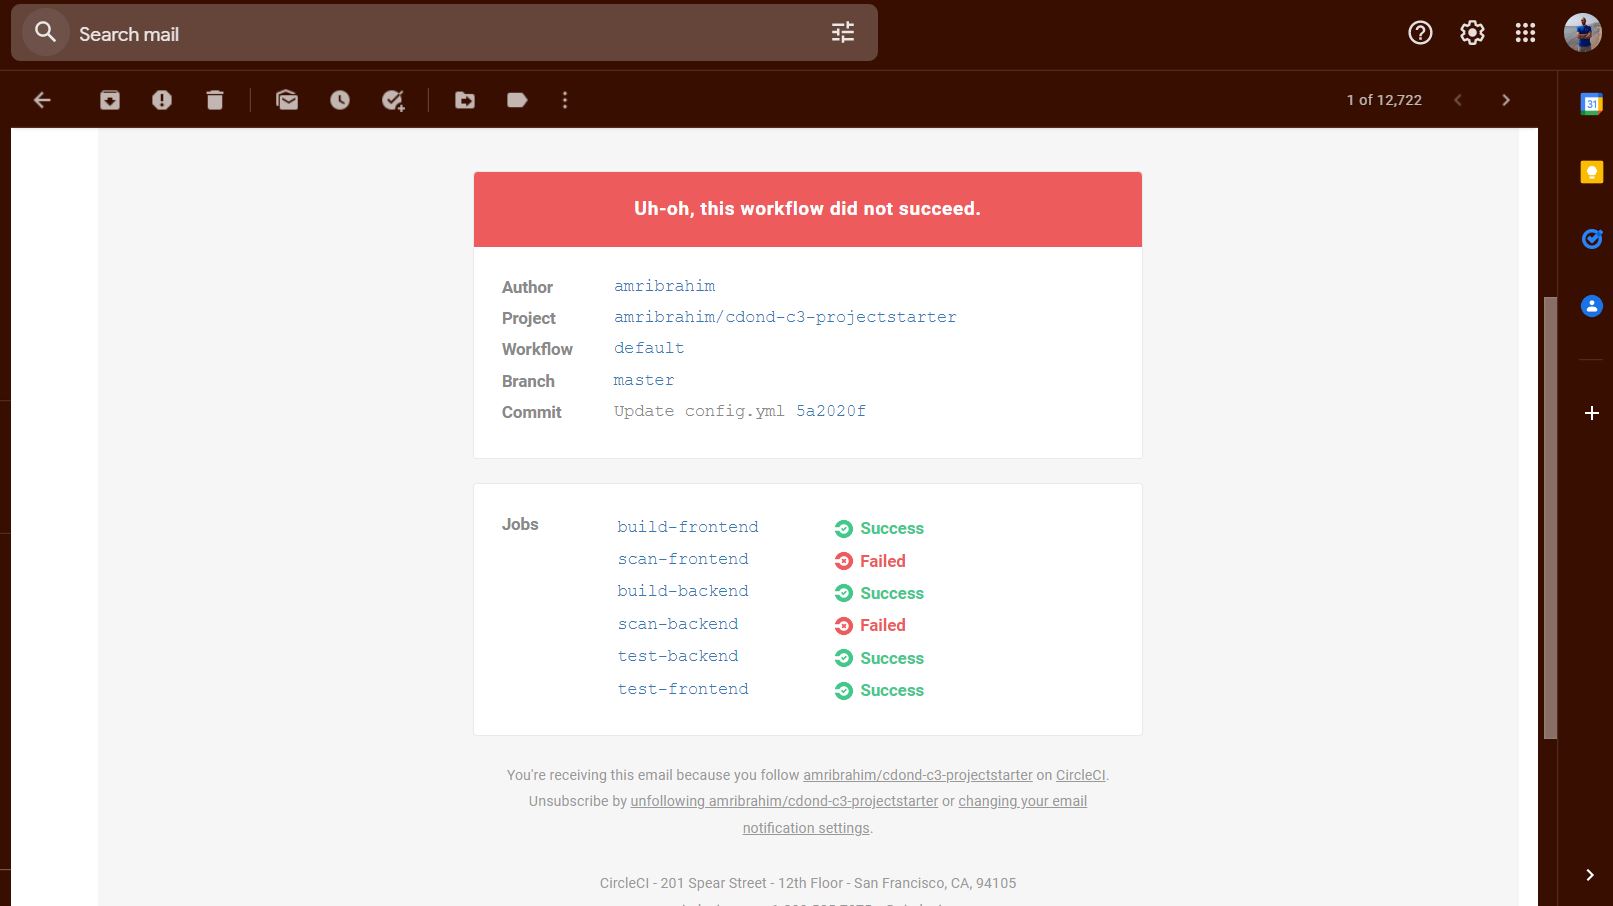 Search mail
1 of 12,722
31
Uh-oh, this workflow did not succeed.
Author amribrahim
Project amribrahim/cdond-c3-projectstarter
Workflow default
Branch master
Commit Update config.yml 5a2020f
Jobs build-frontend Success
scan-frontend Failed
build-backend Success
scan-backend Failed
test-backend Success
test-frontend Success
You're receiving this email because you follow amribrahim/cdond-c3-projectstarter on CircleCI.
Unsubscribe by unfollowing amribrahim/cdond-c3-projectstarter or changing your email
notification settings.
CircleCI - 201 Spear Street - 12th Floor - San Francisco, CA, 94105